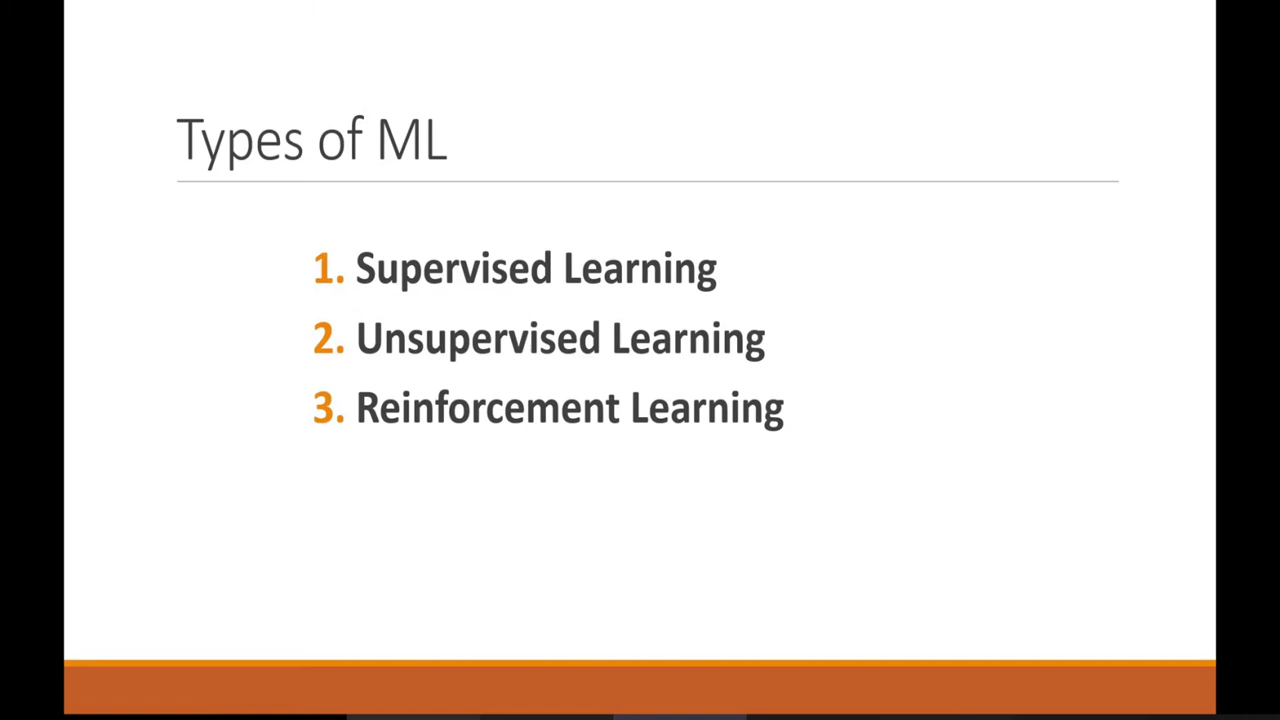 Types of ML
1. Supervised Learning
2. Unsupervised Learning
3. Reinforcement Learning